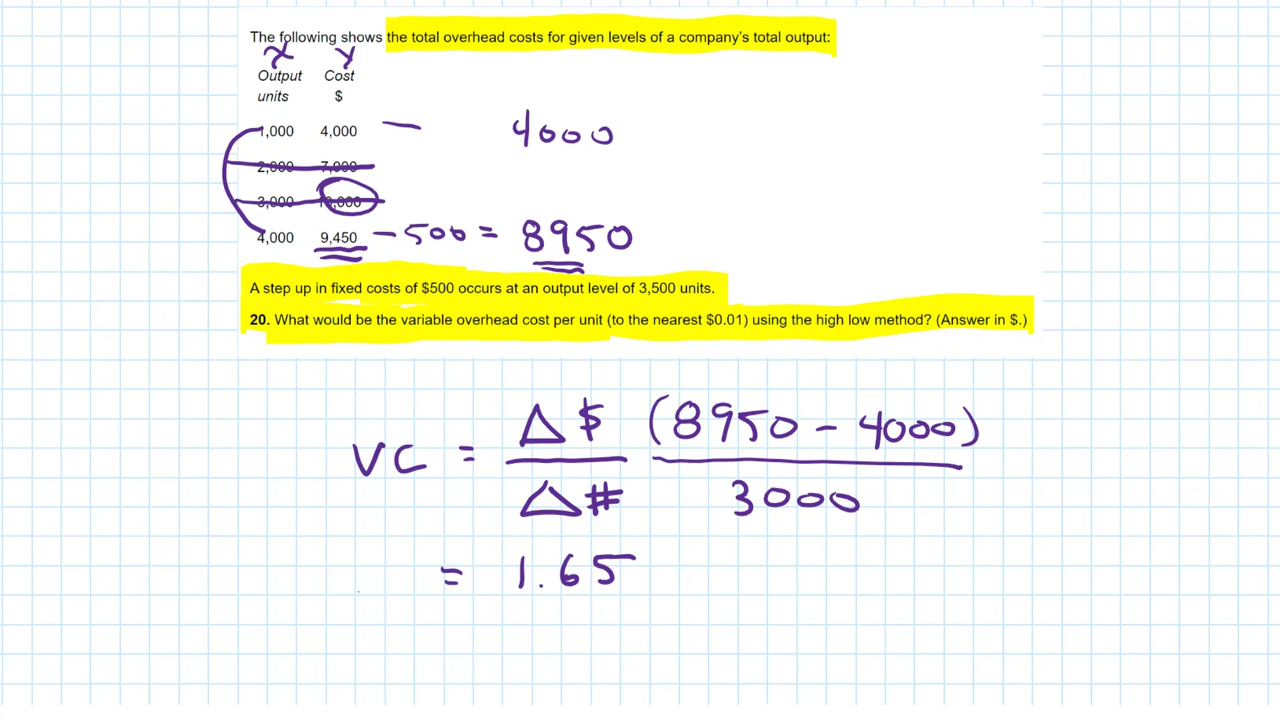 The following shows the total overhead costs for given levels of a company's total output:
x y
Output Cost
units $
1,000 4,000 — 4000
2,000 7,000
3,000
4,000 9,450 - 500 = 8950
A step up in fixed costs of $500 occurs at an output level of 3,500 units.
20. What would be the variable overhead cost per unit (to the nearest $0.01) using the high low method? (Answer in $.)
Δ$ (8950 - 4000)
VC =
Δ# 3000
= 1.65